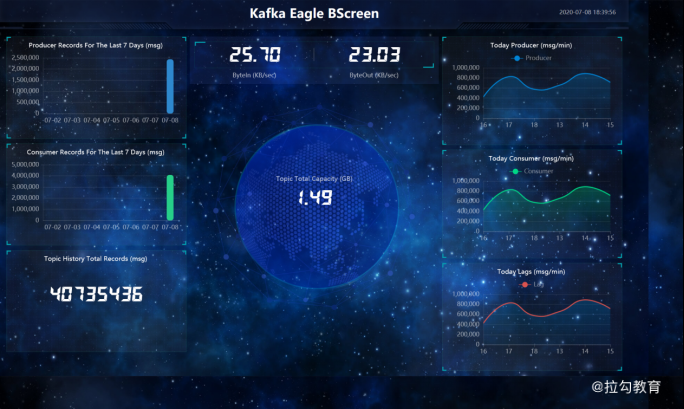 Kafka Eagle BScreen
2020-07-08 18:39:56
Producer Records For The Last 7 Days (msg)
2,500,000
2,000,000
1,500,000
1,000,000
500,000
0
07-02 07-03 07-04 07-05 07-06 07-07 07-08
Consumer Records For The Last 7 Days (msg)
5,000,000
4,000,000
3,000,000
2,000,000
1,000,000
0
07-02 07-03 07-04 07-05 07-06 07-07 07-08
Topic History Total Records (msg)
40735436
25.70
ByteIn (KB/sec)
23.03
ByteOut (KB/sec)
Topic Total Capacity (GB)
1.49
Today Producer (msg/min)
Producer
1,000,000
800,000
600,000
400,000
200,000
0
16 17 18 13 14 15
Today Consumer (msg/min)
Consumer
1,000,000
800,000
600,000
400,000
200,000
0
16 17 18 13 14 15
Today Lags (msg/min)
1,000,000
800,000
600,000
400,000
200,000
0
16 17 18 13 14 15
@拉勾教育